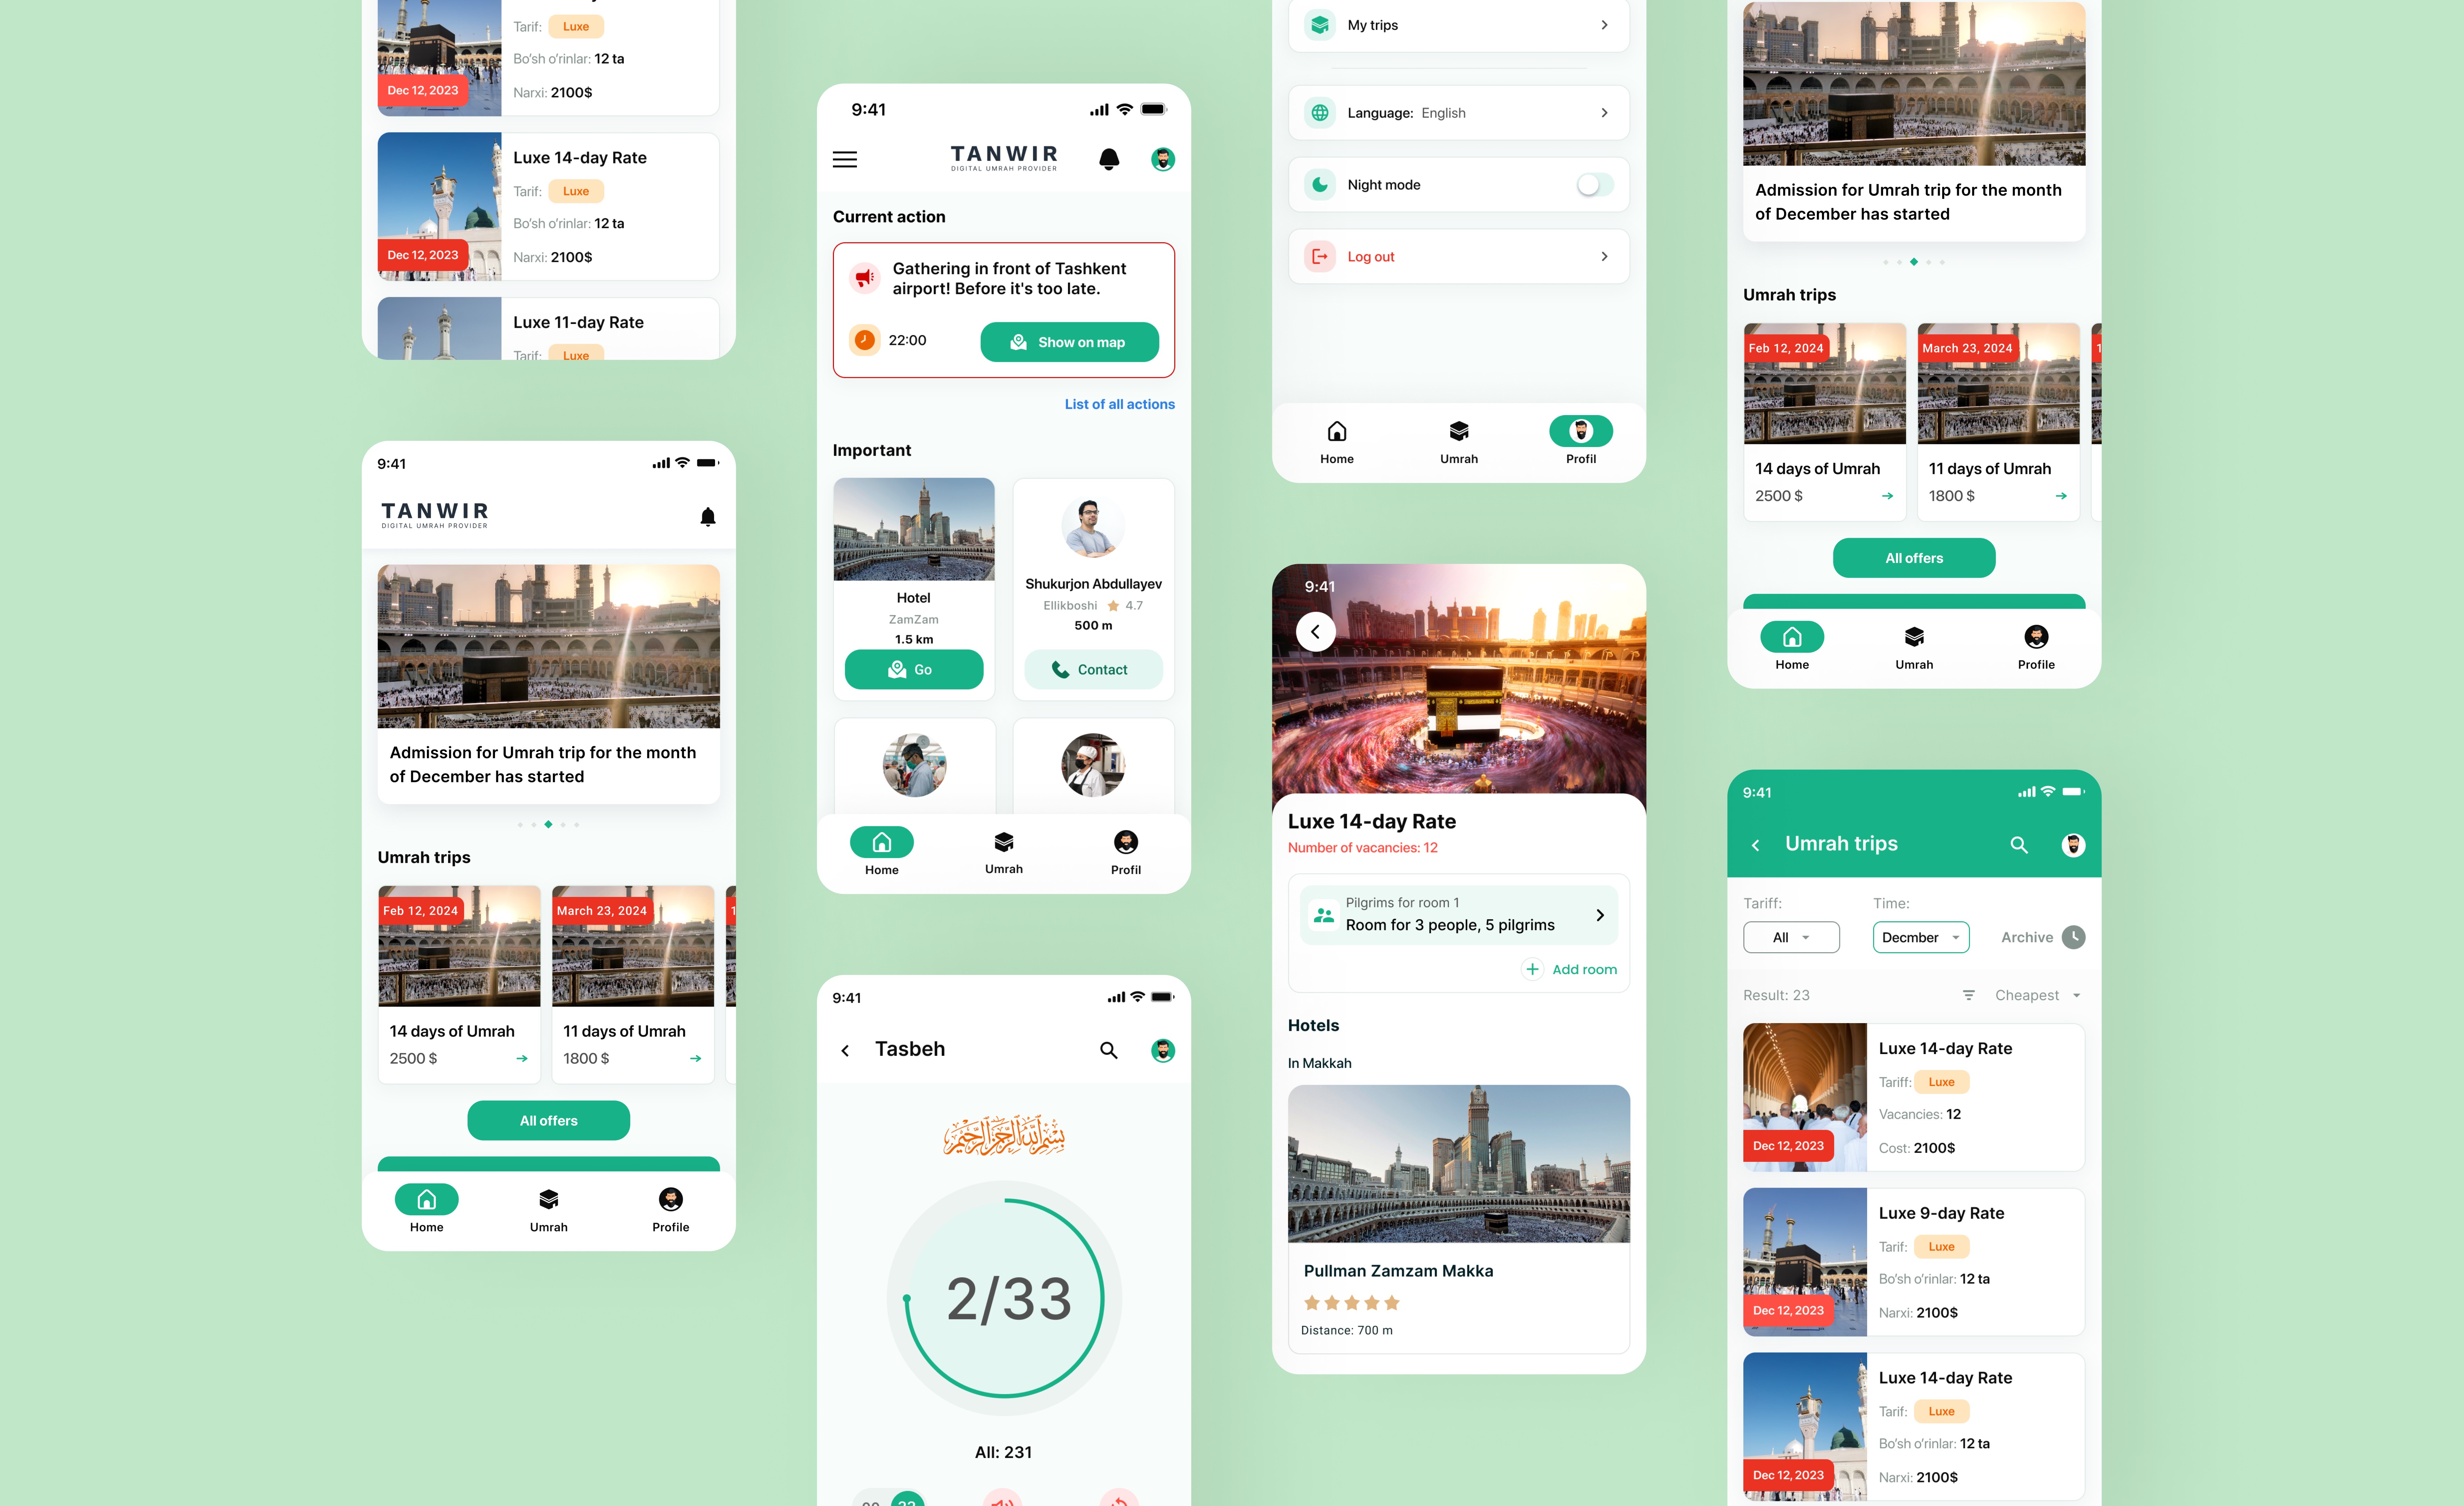 Tarif: Luxe
Bo'sh o'rinlar: 12 ta
Dec 12, 2023
Narxi: 2100$
Luxe 14-day Rate
Tarif: Luxe
Bo'sh o'rinlar: 12 ta
Dec 12, 2023
Narxi: 2100$
Luxe 11-day Rate
Tarif: Luxe
9:41
TANWIR
DIGITAL UMRAH PROVIDER
Admission for Umrah trip for the month
of December has started
Umrah trips
Feb 12, 2024
March 23, 2024
1
14 days of Umrah
11 days of Umrah
2500 $
1800 $
All offers
Home
Umrah
Profile
9:41
TANWIR
DIGITAL UMRAH PROVIDER
Current action
Gathering in front of Tashkent
airport! Before it's too late.
22:00
Show on map
List of all actions
Important
Hotel
ZamZam
1.5 km
Go
Shukurjon Abdullayev
Ellikboshi 4.7
500 m
Contact
Home
Umrah
Profil
9:41
Tasbeh
بسم الله الرحمن الرحيم
2/33
All: 231
99 33
My trips
Language: English
Night mode
Log out
Home
Umrah
Profil
9:41
Luxe 14-day Rate
Number of vacancies: 12
Pilgrims for room 1
Room for 3 people, 5 pilgrims
Add room
Hotels
In Makkah
Pullman Zamzam Makka
Distance: 700 m
Admission for Umrah trip for the month
of December has started
Umrah trips
Feb 12, 2024
March 23, 2024
1
14 days of Umrah
11 days of Umrah
2500 $
1800 $
All offers
Home
Umrah
Profile
9:41
Umrah trips
Tariff:
Time:
All
Decmber
Archive
Result: 23
Cheapest
Luxe 14-day Rate
Tariff: Luxe
Vacancies: 12
Dec 12, 2023
Cost: 2100$
Luxe 9-day Rate
Tarif: Luxe
Bo'sh o'rinlar: 12 ta
Dec 12, 2023
Narxi: 2100$
Luxe 14-day Rate
Tarif: Luxe
Bo'sh o'rinlar: 12 ta
Dec 12, 2023
Narxi: 2100$